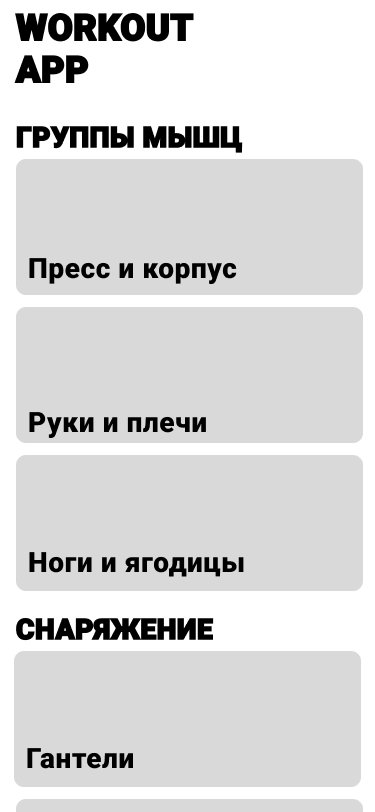 WORKOUT
APP
ГРУППЫ МЫШЦ
Пресс и корпус
Руки и плечи
Ноги и ягодицы
СНАРЯЖЕНИЕ
Гантели